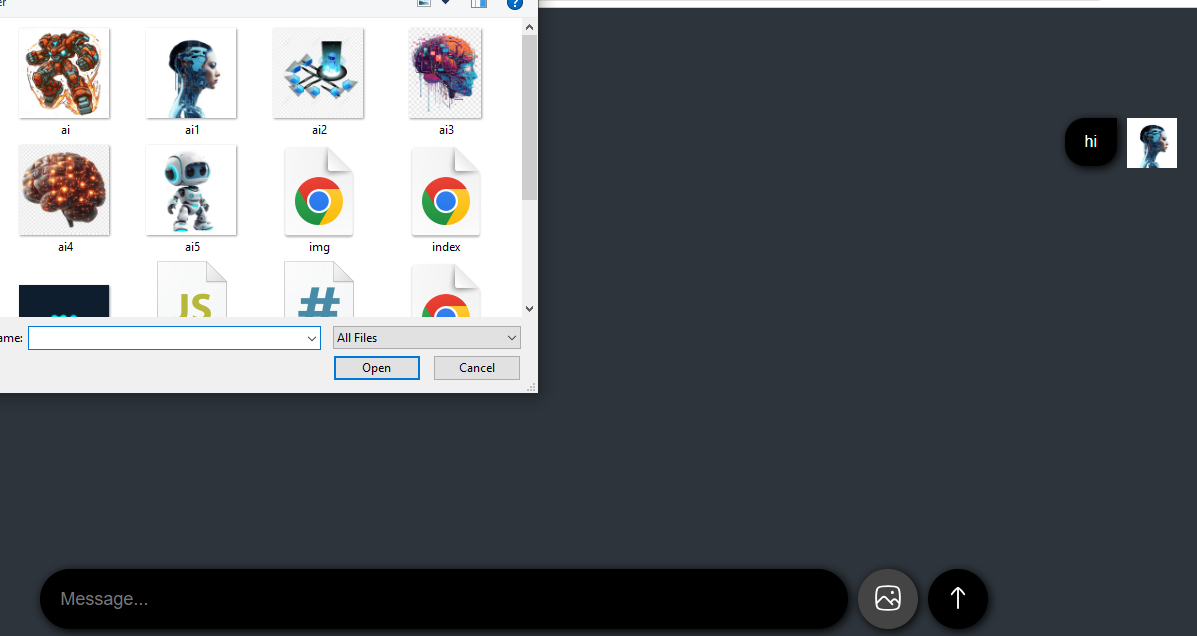 er
?
ai
ai1
ai2
ai3
hi
ai4
ai5
img
index
JS
#
ame:
All Files
Open
Cancel
Message...